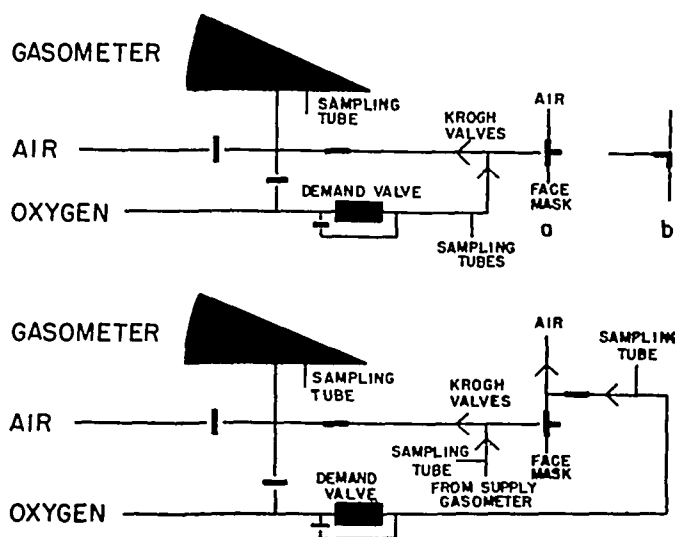 GASOMETER
SAMPLING
TUBE
AIR
KROGH
VALVES
AIR
FACE
MASK
a
b
OXYGEN
DEMAND VALVE
SAMPLING
TUBES
GASOMETER
SAMPLING
TUBE
AIR
SAMPLING
TUBE
KROGH
VALVES
AIR
SAMPLING
TUBE
FROM SUPPLY
GASOMETER
FACE
MASK
DEMAND
VALVE
OXYGEN